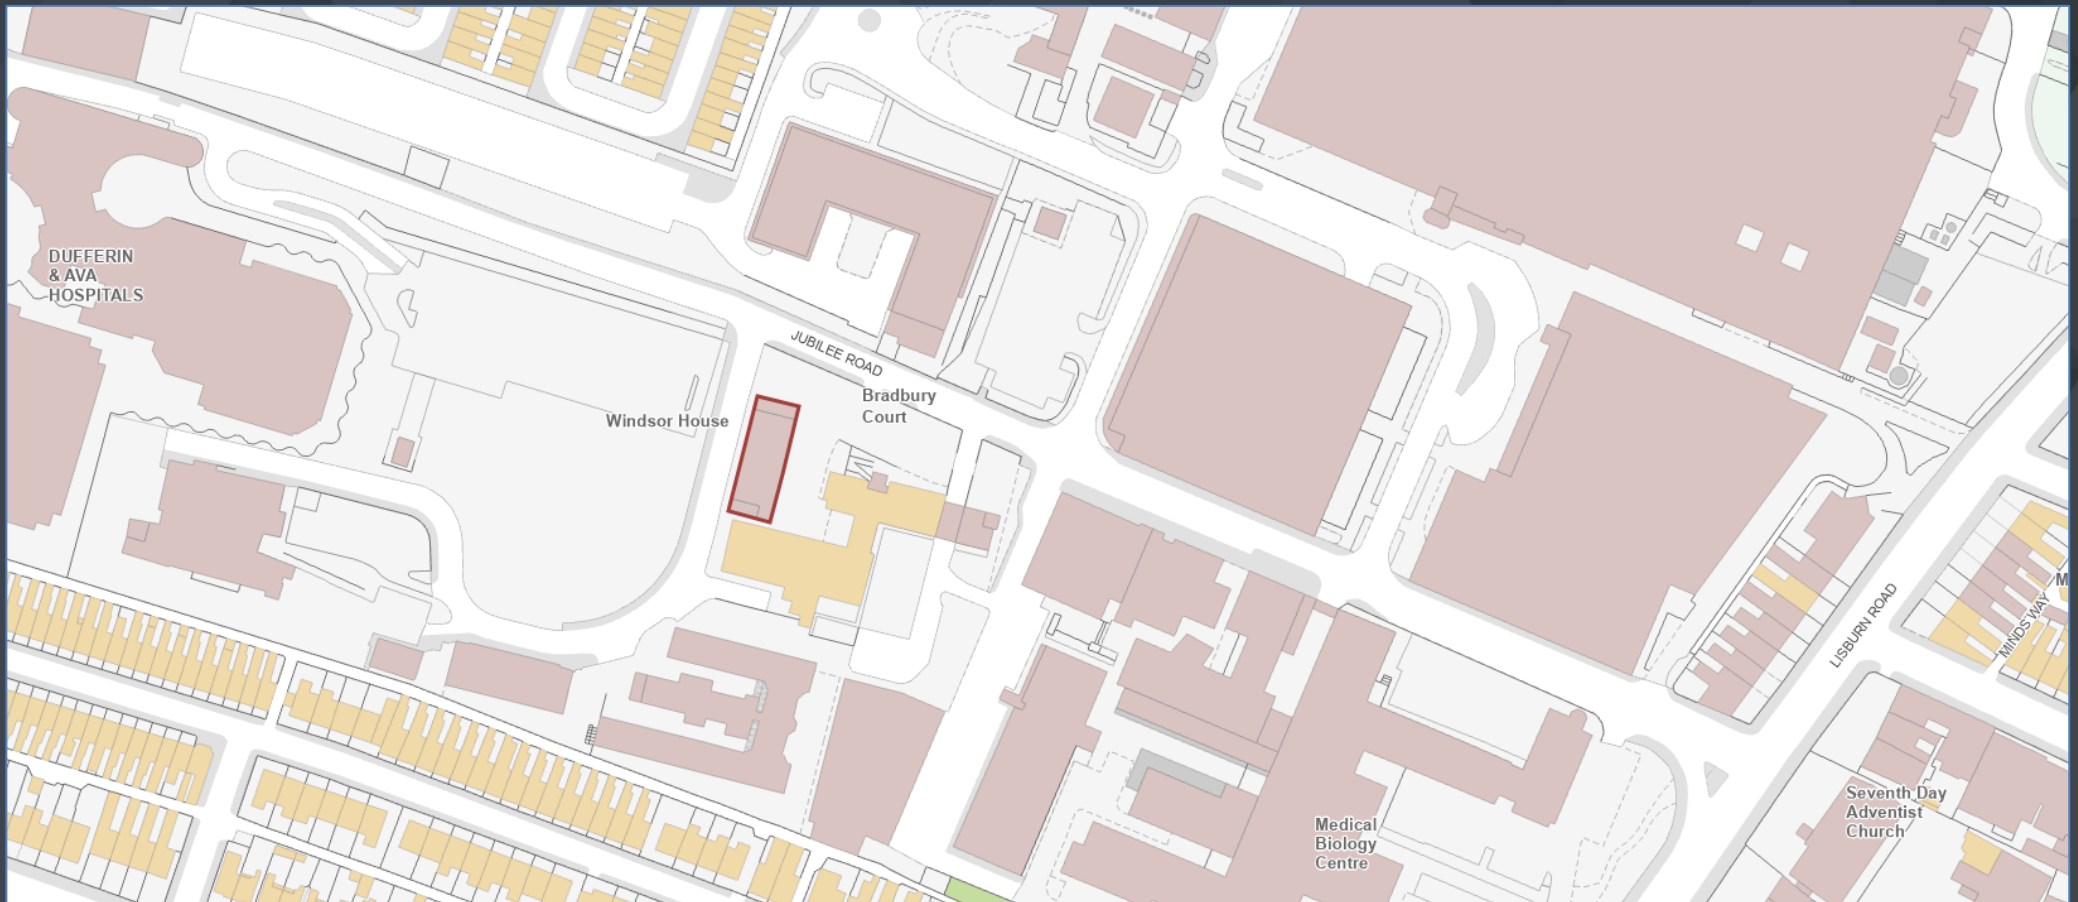 DUFFERIN
& AVA
HOSPITALS
JUBILEE ROAD
Windsor House
Bradbury
Court
LISBURN ROAD
M
MINDS WAY
Medical
Biology
Centre
Seventh Day
Adventist
Church